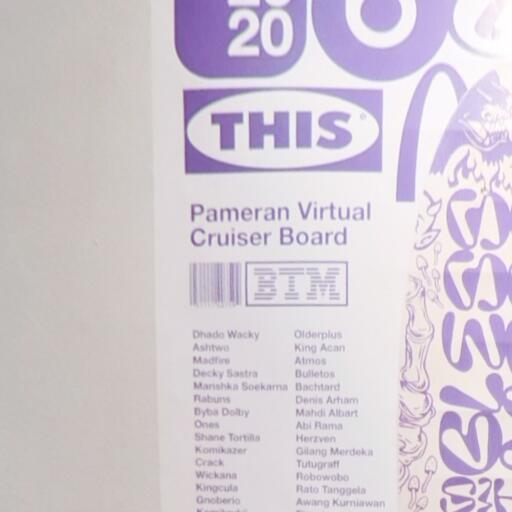 20
THIS
Pameran Virtual
Cruiser Board
BTM
Dhado Wacky
Ashtwo
Madfire
Decky Sastra
Marishka Soekarna
Rabuns
Byba Dolby
Ones
Shane Tortilla
Komikazer
Crack
Wickana
Kingcula
Gnoberio
Olderplus
King Acan
Atmos
Bulletos
Bachtard
Denis Arham
Mahdi Albart
Abi Rama
Herzven
Gilang Merdeka
Tutugraff
Robowobo
Rato Tanggela
Awang Kurniawan